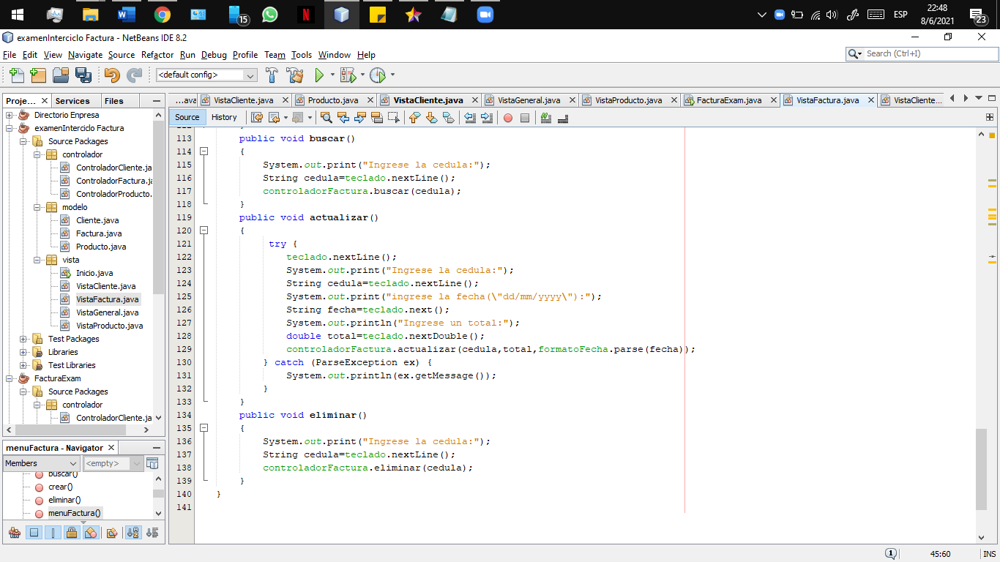 15
ESP
22:48
8/6/2021
23
examenInterciclo Factura - NetBeans IDE 8.2
File Edit View Navigate Source Refactor Run Debug Profile Team Tools Window Help
Search (Ctrl+I)
<default config>
Proje... Services Files
...ava VistaCliente.java Producto.java VistaCliente.java VistaGeneral.java VistaProducto.java FacturaExam.java VistaFactura.java VistaCliente...
Source History
Directorio Enpresa
examenInterciclo Factura
Source Packages
controlador
ControladorCliente.ja
ControladorFactura.ja
ControladorProducto.
modelo
Cliente.java
Factura.java
Producto.java
vista
Inicio.java
VistaCliente.java
VistaFactura.java
VistaGeneral.java
VistaProducto.java
Test Packages
Libraries
Test Libraries
FacturaExam
Source Packages
controlador
ControladorCliente.ja
menuFactura - Navigator
Members <empty>
buscar()
crear()
eliminar()
menuFactura()
113 public void buscar()
114 {
115 System.out.print("Ingrese la cedula:");
116 String cedula=teclado.nextLine();
117 controladorFactura.buscar(cedula);
118 }
119 public void actualizar()
120 {
121 try {
122 teclado.nextLine();
123 System.out.print("Ingrese la cedula:");
124 String cedula=teclado.nextLine();
125 System.out.print("ingrese la fecha(\"dd/mm/yyyy\"):");
126 String fecha=teclado.next();
127 System.out.println("Ingrese un total:");
128 double total=teclado.nextDouble();
129 controladorFactura.actualizar(cedula,total,formatoFecha.parse(fecha));
130 } catch (ParseException ex) {
131 System.out.println(ex.getMessage());
132 }
133 }
134 public void eliminar()
135 {
136 System.out.print("Ingrese la cedula:");
137 String cedula=teclado.nextLine();
138 controladorFactura.eliminar(cedula);
139 }
140 }
141
1
45:60
INS